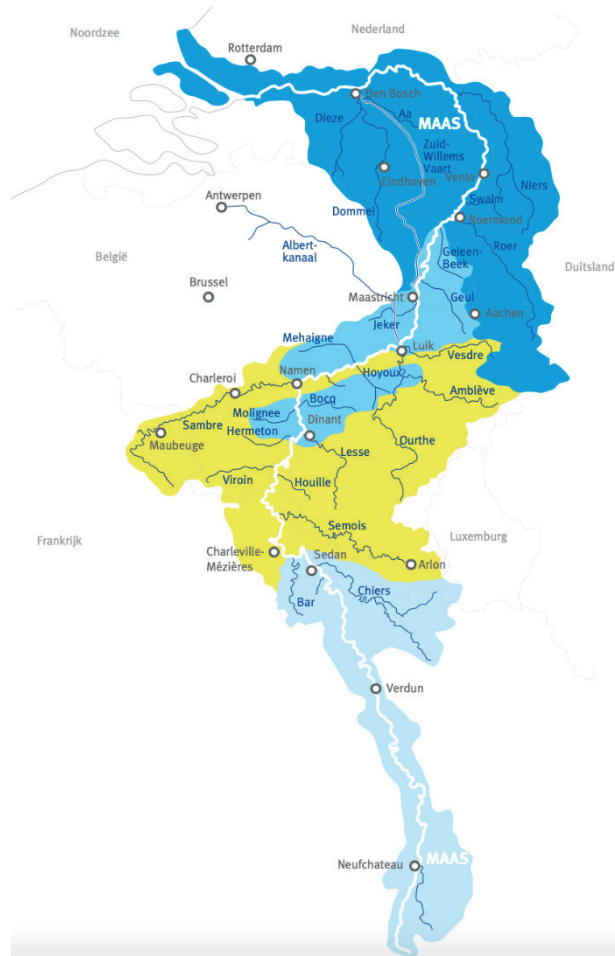 Noordzee
Nederland
Rotterdam
Den Bosch
Dieze
Aa
MAAS
Zuid-
Willems
Vaart
Venlo
Eindhoven
Niers
Swalm
Antwerpen
Dommel
Roermond
Albert-
kanaal
Roer
Geleen-
Beek
België
Duitsland
Brussel
Maastricht
Geul
Aachen
Jeker
Mehaigne
Luik
Vesdre
Namen
Hoyoux
Charleroi
Amblève
Bocq
Molignee
Sambre
Dinant
Hermeton
Maubeuge
Ourthe
Lesse
Viroin
Houille
Semois
Frankrijk
Luxemburg
Charleville-
Mézières
Sedan
Arlon
Chiers
Bar
Verdun
Neufchateau
MAAS